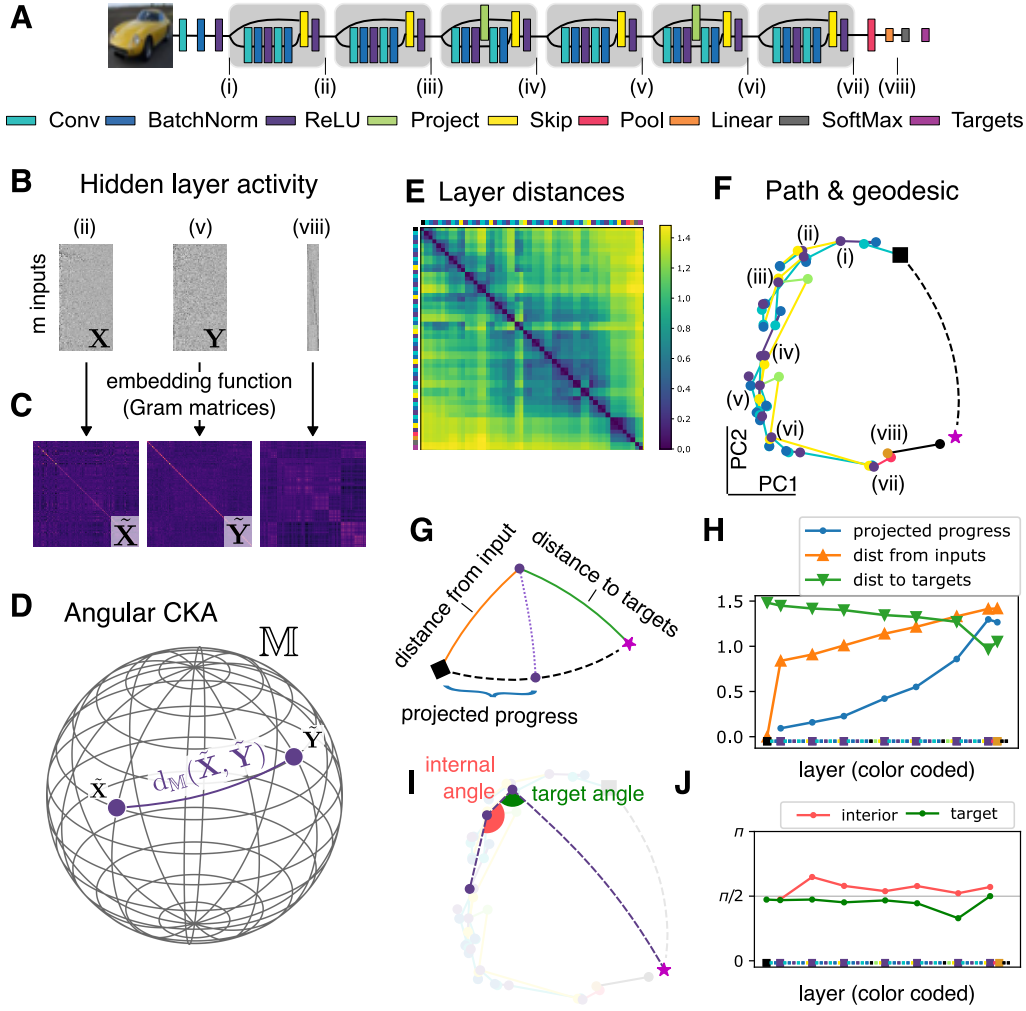 A
(i) (ii) (iii) (iv) (v) (vi) (vii) (viii)
Conv BatchNorm ReLU Project Skip Pool Linear SoftMax Targets
B
Hidden layer activity
(ii) (v) (viii)
m inputs
X Y
embedding function
(Gram matrices)
C
X̃ Ỹ
D
Angular CKA
𝕄
X̃
d𝕄(X̃, Ỹ)
Ỹ
E Layer distances
1.4
1.2
1.0
0.8
0.6
0.4
0.2
0.0
F Path & geodesic
(ii)
(i)
(iii)
(iv)
(v)
(vi)
(viii)
(vii)
PC2
PC1
G
distance from input
distance to targets
projected progress
H
projected progress
dist from inputs
dist to targets
1.5
1.0
0.5
0.0
layer (color coded)
I
internal
angle
target angle
J
interior target
π
π/2
0
layer (color coded)